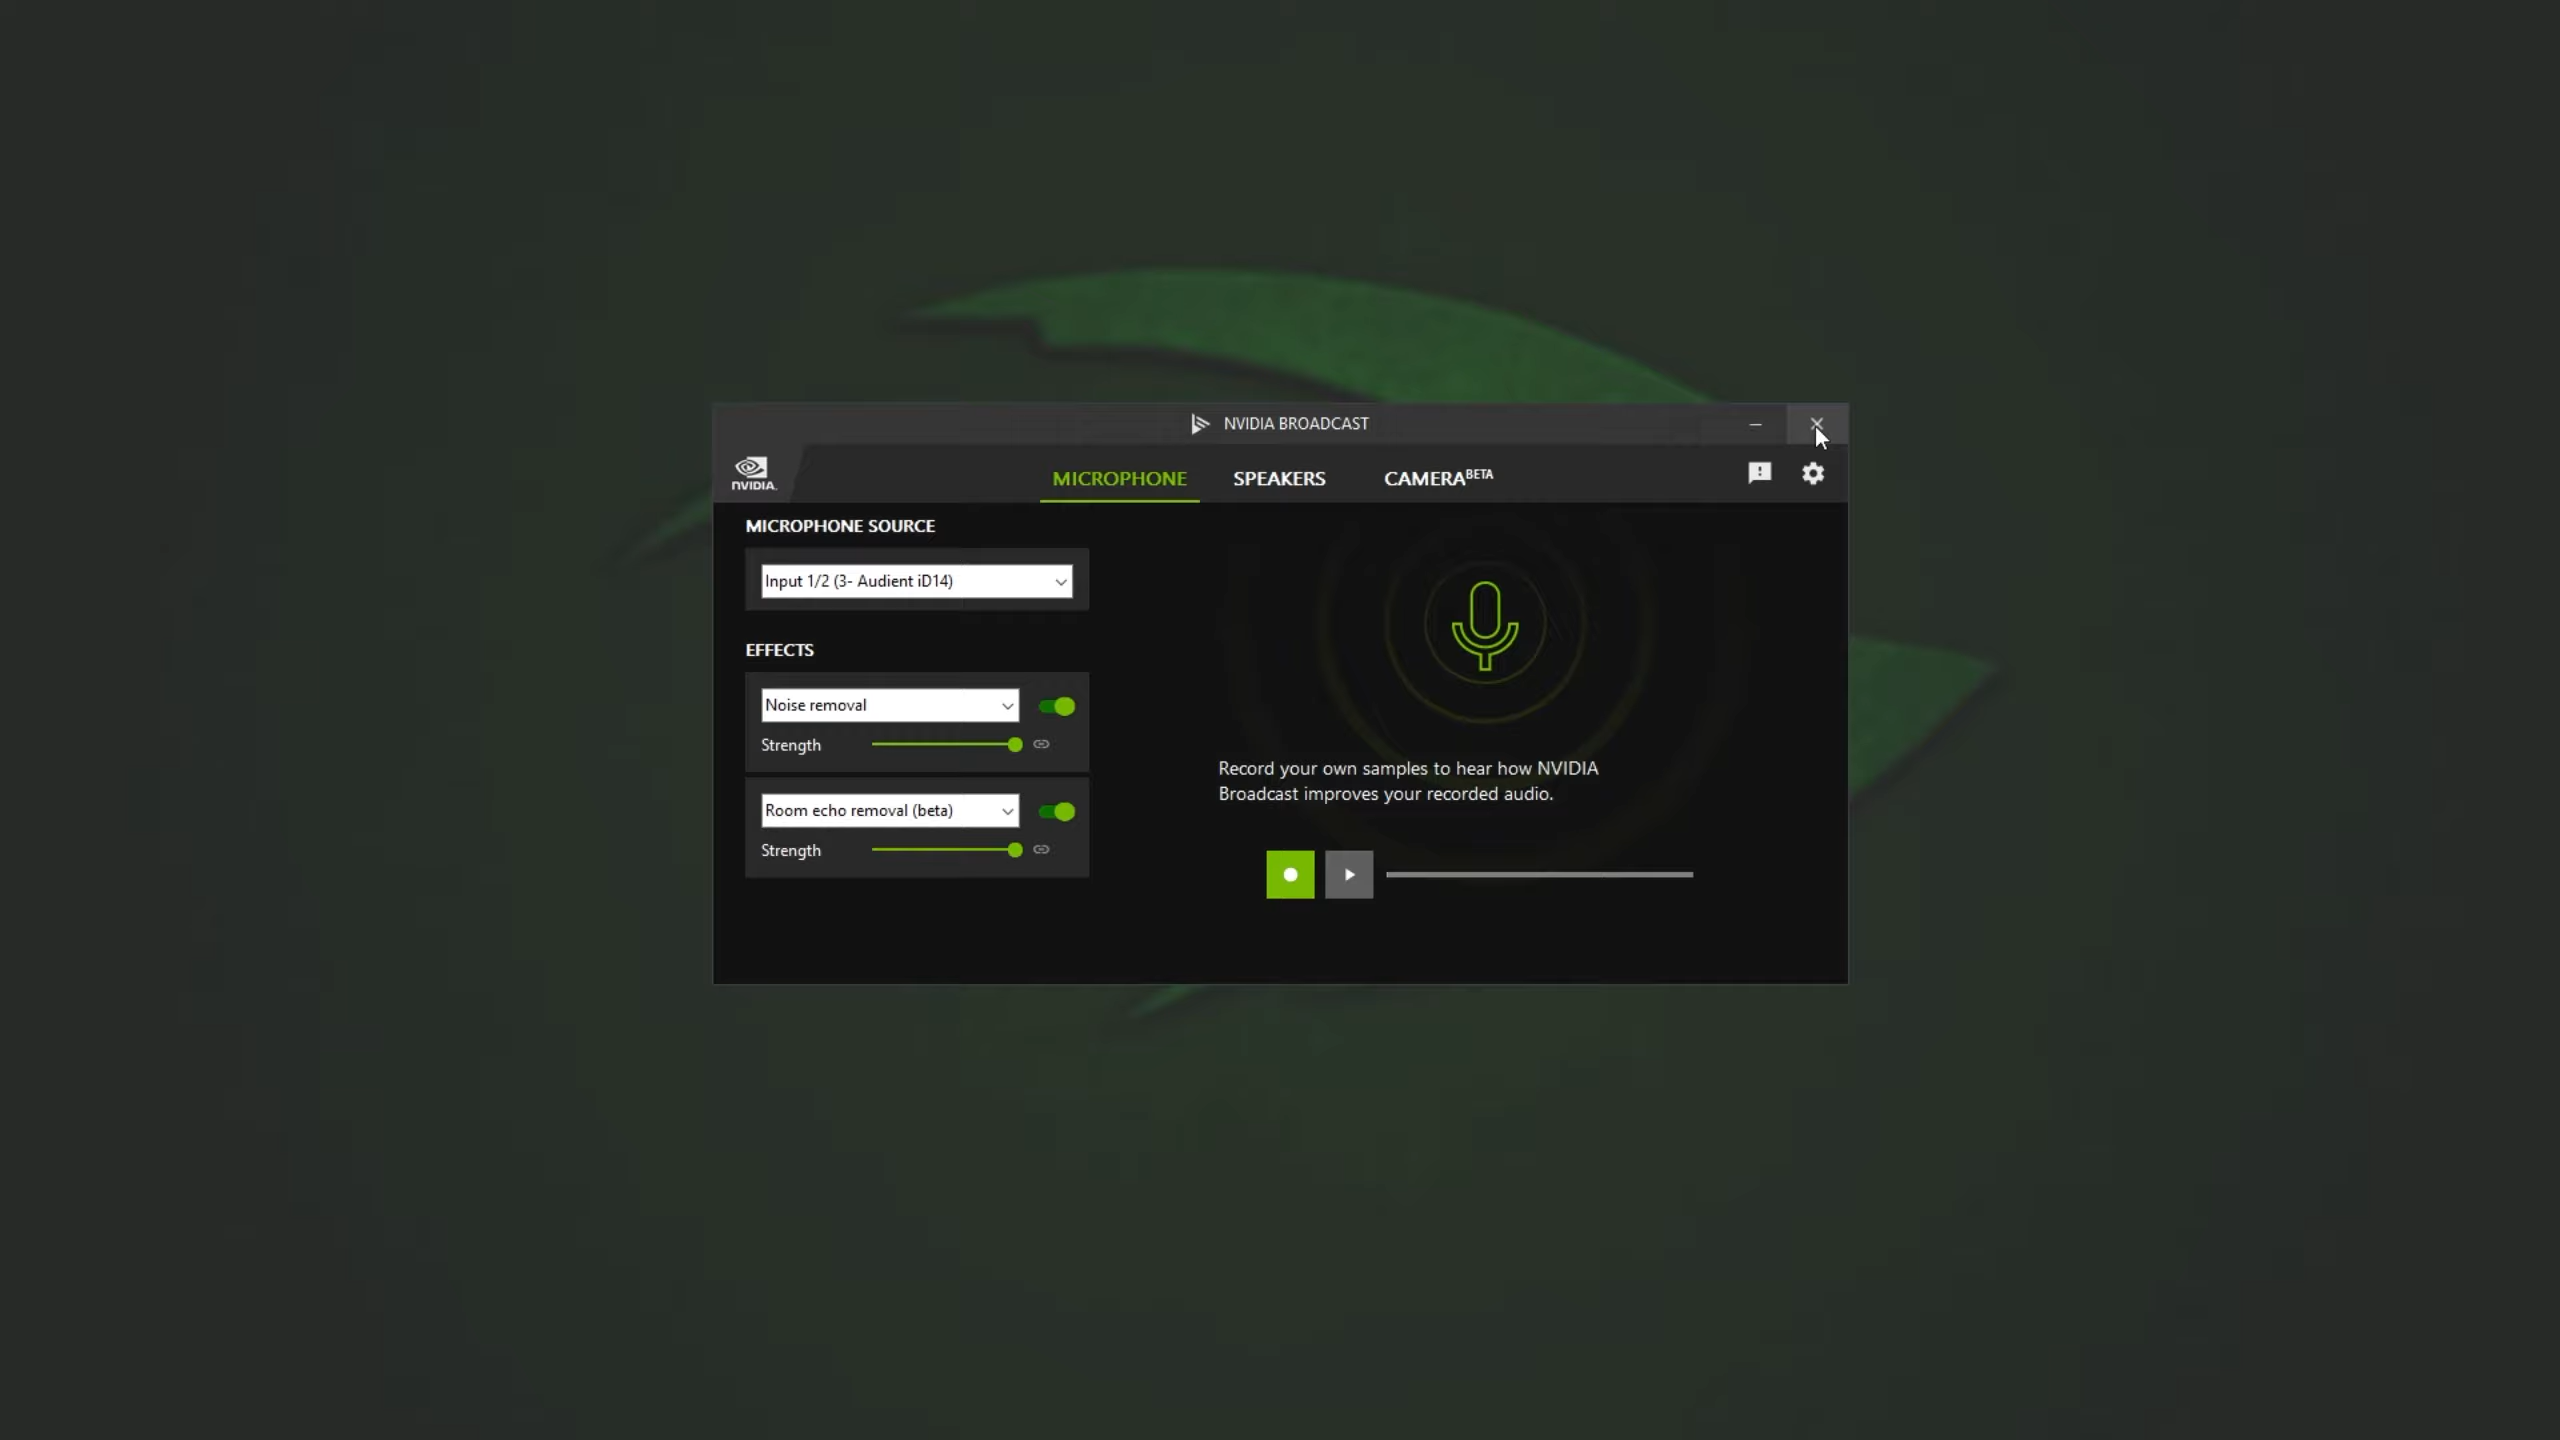 NVIDIA BROADCAST
NVIDIA.
MICROPHONE
SPEAKERS
CAMERA BETA
MICROPHONE SOURCE
Input 1/2 (3- Audient iD14)
EFFECTS
Noise removal
Strength
Room echo removal (beta)
Strength
Record your own samples to hear how NVIDIA
Broadcast improves your recorded audio.